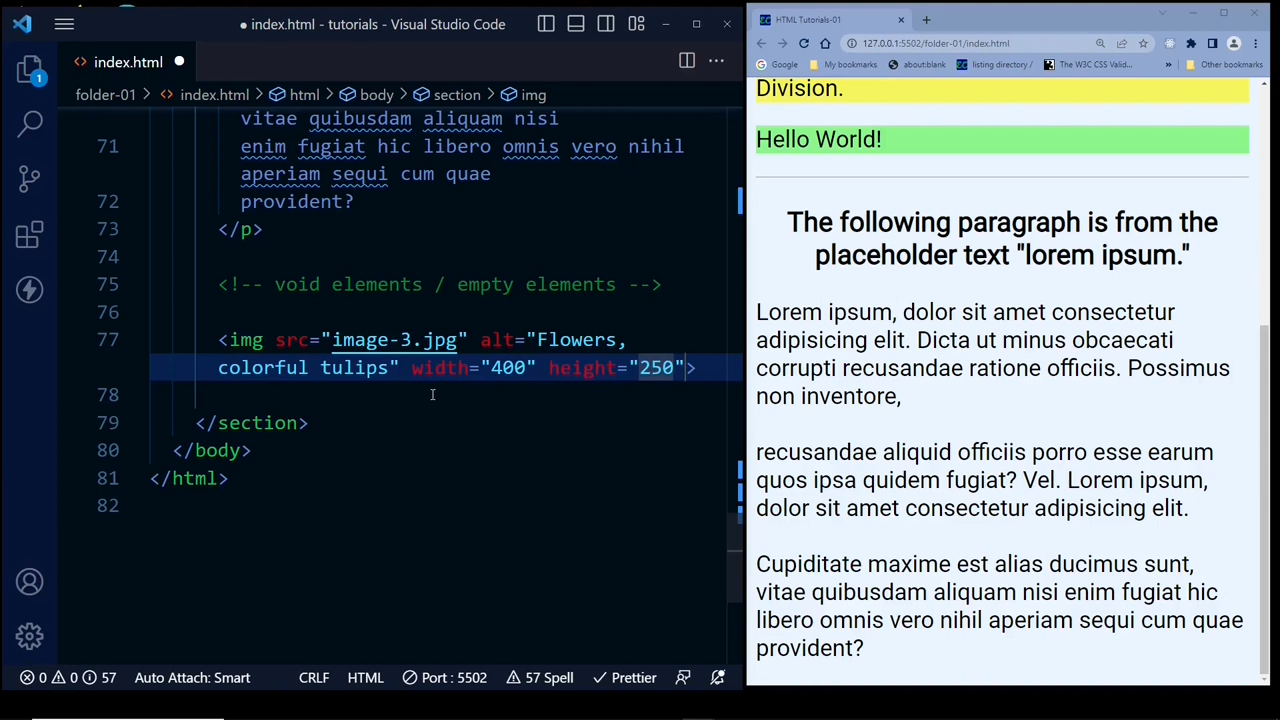 index.html - tutorials - Visual Studio Code
index.html
folder-01 > index.html > html > body > section > img
vitae quibusdam aliquam nisi
71 enim fugiat hic libero omnis vero nihil
aperiam sequi cum quae
72 provident?
73 </p>
74
75 <!-- void elements / empty elements -->
76
77 <img src="image-3.jpg" alt="Flowers,
colorful tulips" width="400" height="250">
78
79 </section>
80 </body>
81 </html>
82
1
0 0 57 Auto Attach: Smart CRLF HTML Port : 5502 57 Spell Prettier
HTML Tutorials-01
127.0.0.1:5502/folder-01/index.html
Google My bookmarks about:blank listing directory / The W3C CSS Valid... » Other bookmarks
Division.
Hello World!
The following paragraph is from the
placeholder text "lorem ipsum."
Lorem ipsum, dolor sit amet consectetur
adipisicing elit. Dicta ut minus obcaecati
corrupti recusandae ratione officiis. Possimus
non inventore,
recusandae aliquid officiis porro esse earum
quos ipsa quidem fugiat? Vel. Lorem ipsum,
dolor sit amet consectetur adipisicing elit.
Cupiditate maxime est alias ducimus sunt,
vitae quibusdam aliquam nisi enim fugiat hic
libero omnis vero nihil aperiam sequi cum quae
provident?